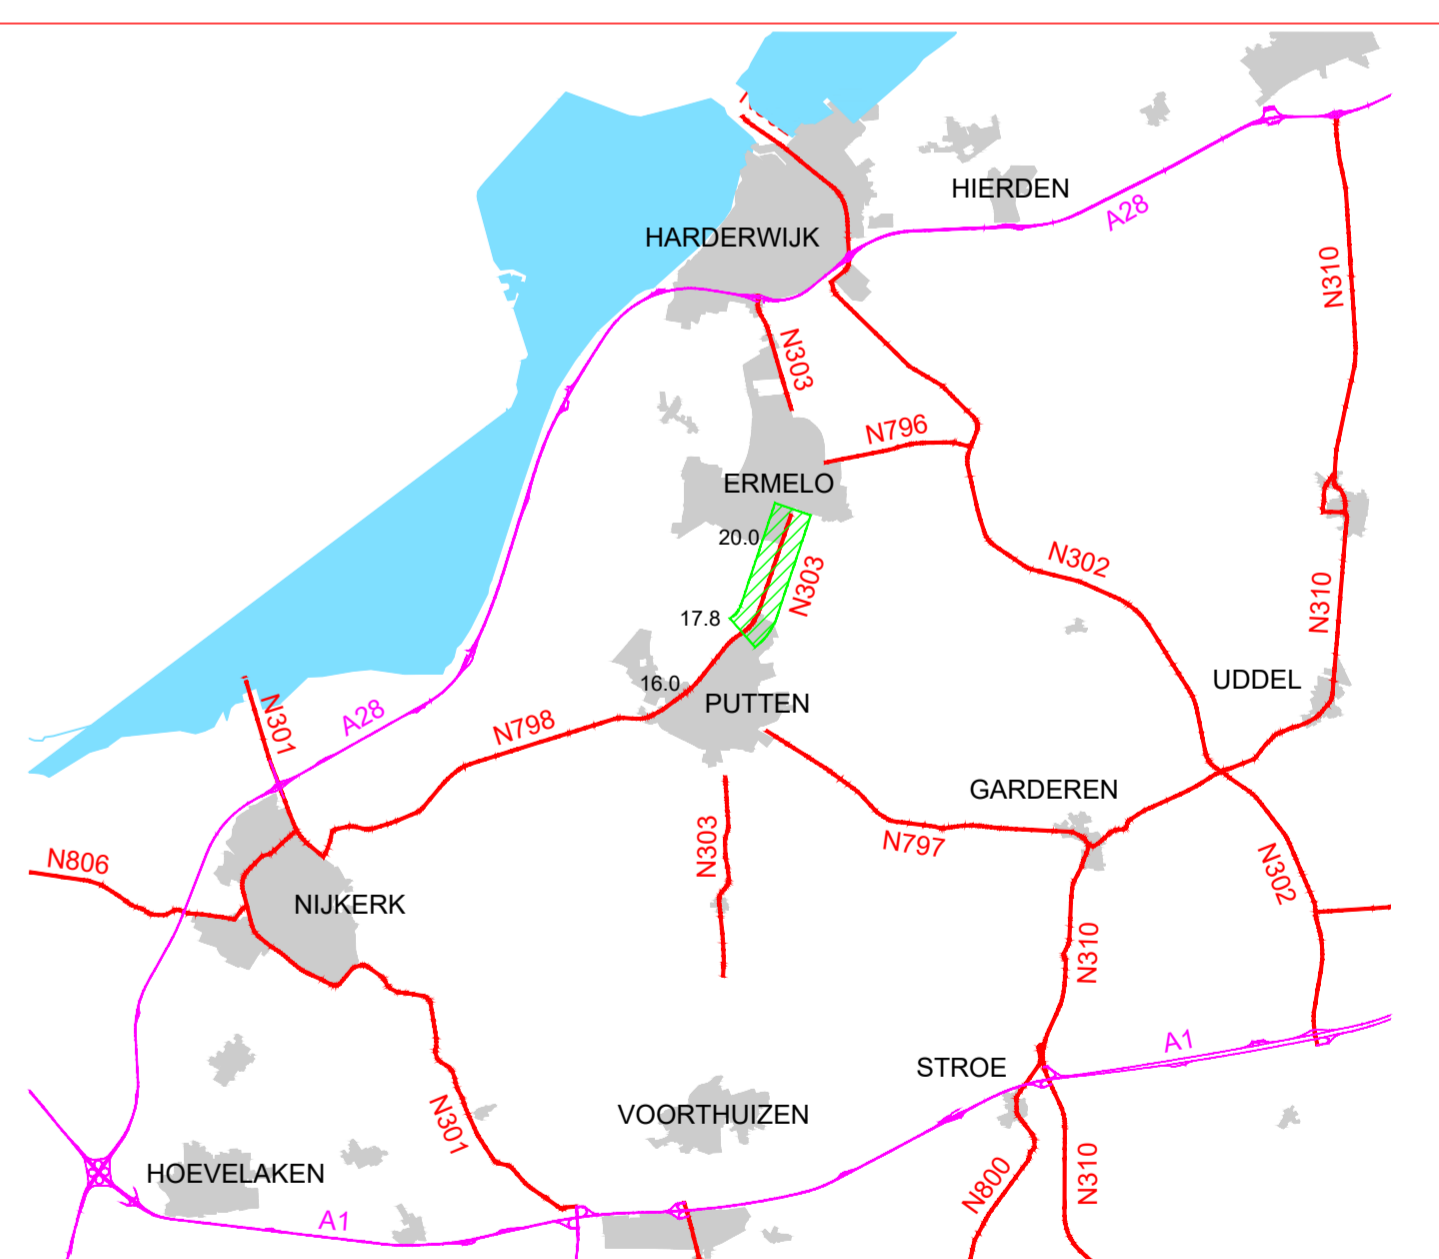 HIERDEN
A28
HARDERWIJK
N310
N303
N796
ERMELO
20.0
N302
N303
N310
17.8
UDDEL
16.0
PUTTEN
N301
A28
N798
GARDEREN
N303
N797
N806
N302
NIJKERK
N310
A1
STROE
VOORTHUIZEN
N301
HOEVELAKEN
N800
N310
A1